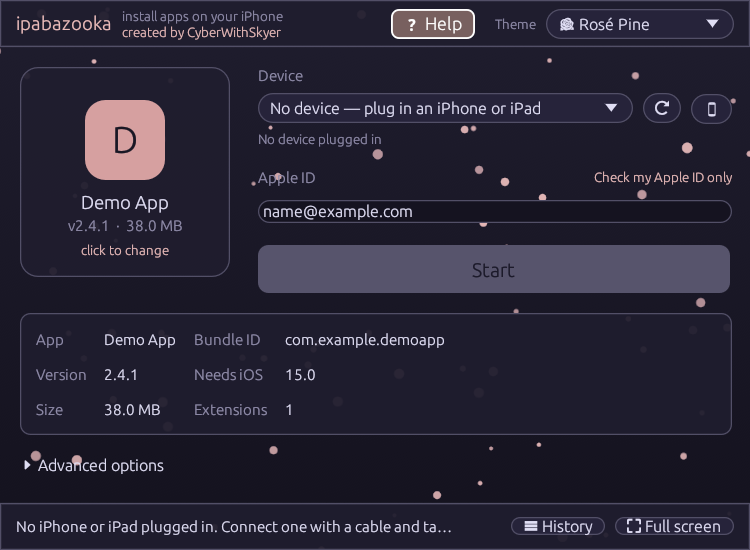 ipabazooka
install apps on your iPhone
created by CyberWithSkyer
? Help
Theme
Rosé Pine
D
Demo App
v2.4.1 · 38.0 MB
click to change
Device
No device — plug in an iPhone or iPad
No device plugged in
Apple ID
Check my Apple ID only
name@example.com
Start
App Demo App Bundle ID com.example.demoapp
Version 2.4.1 Needs iOS 15.0
Size 38.0 MB Extensions 1
Advanced options
No iPhone or iPad plugged in. Connect one with a cable and ta…
History
Full screen